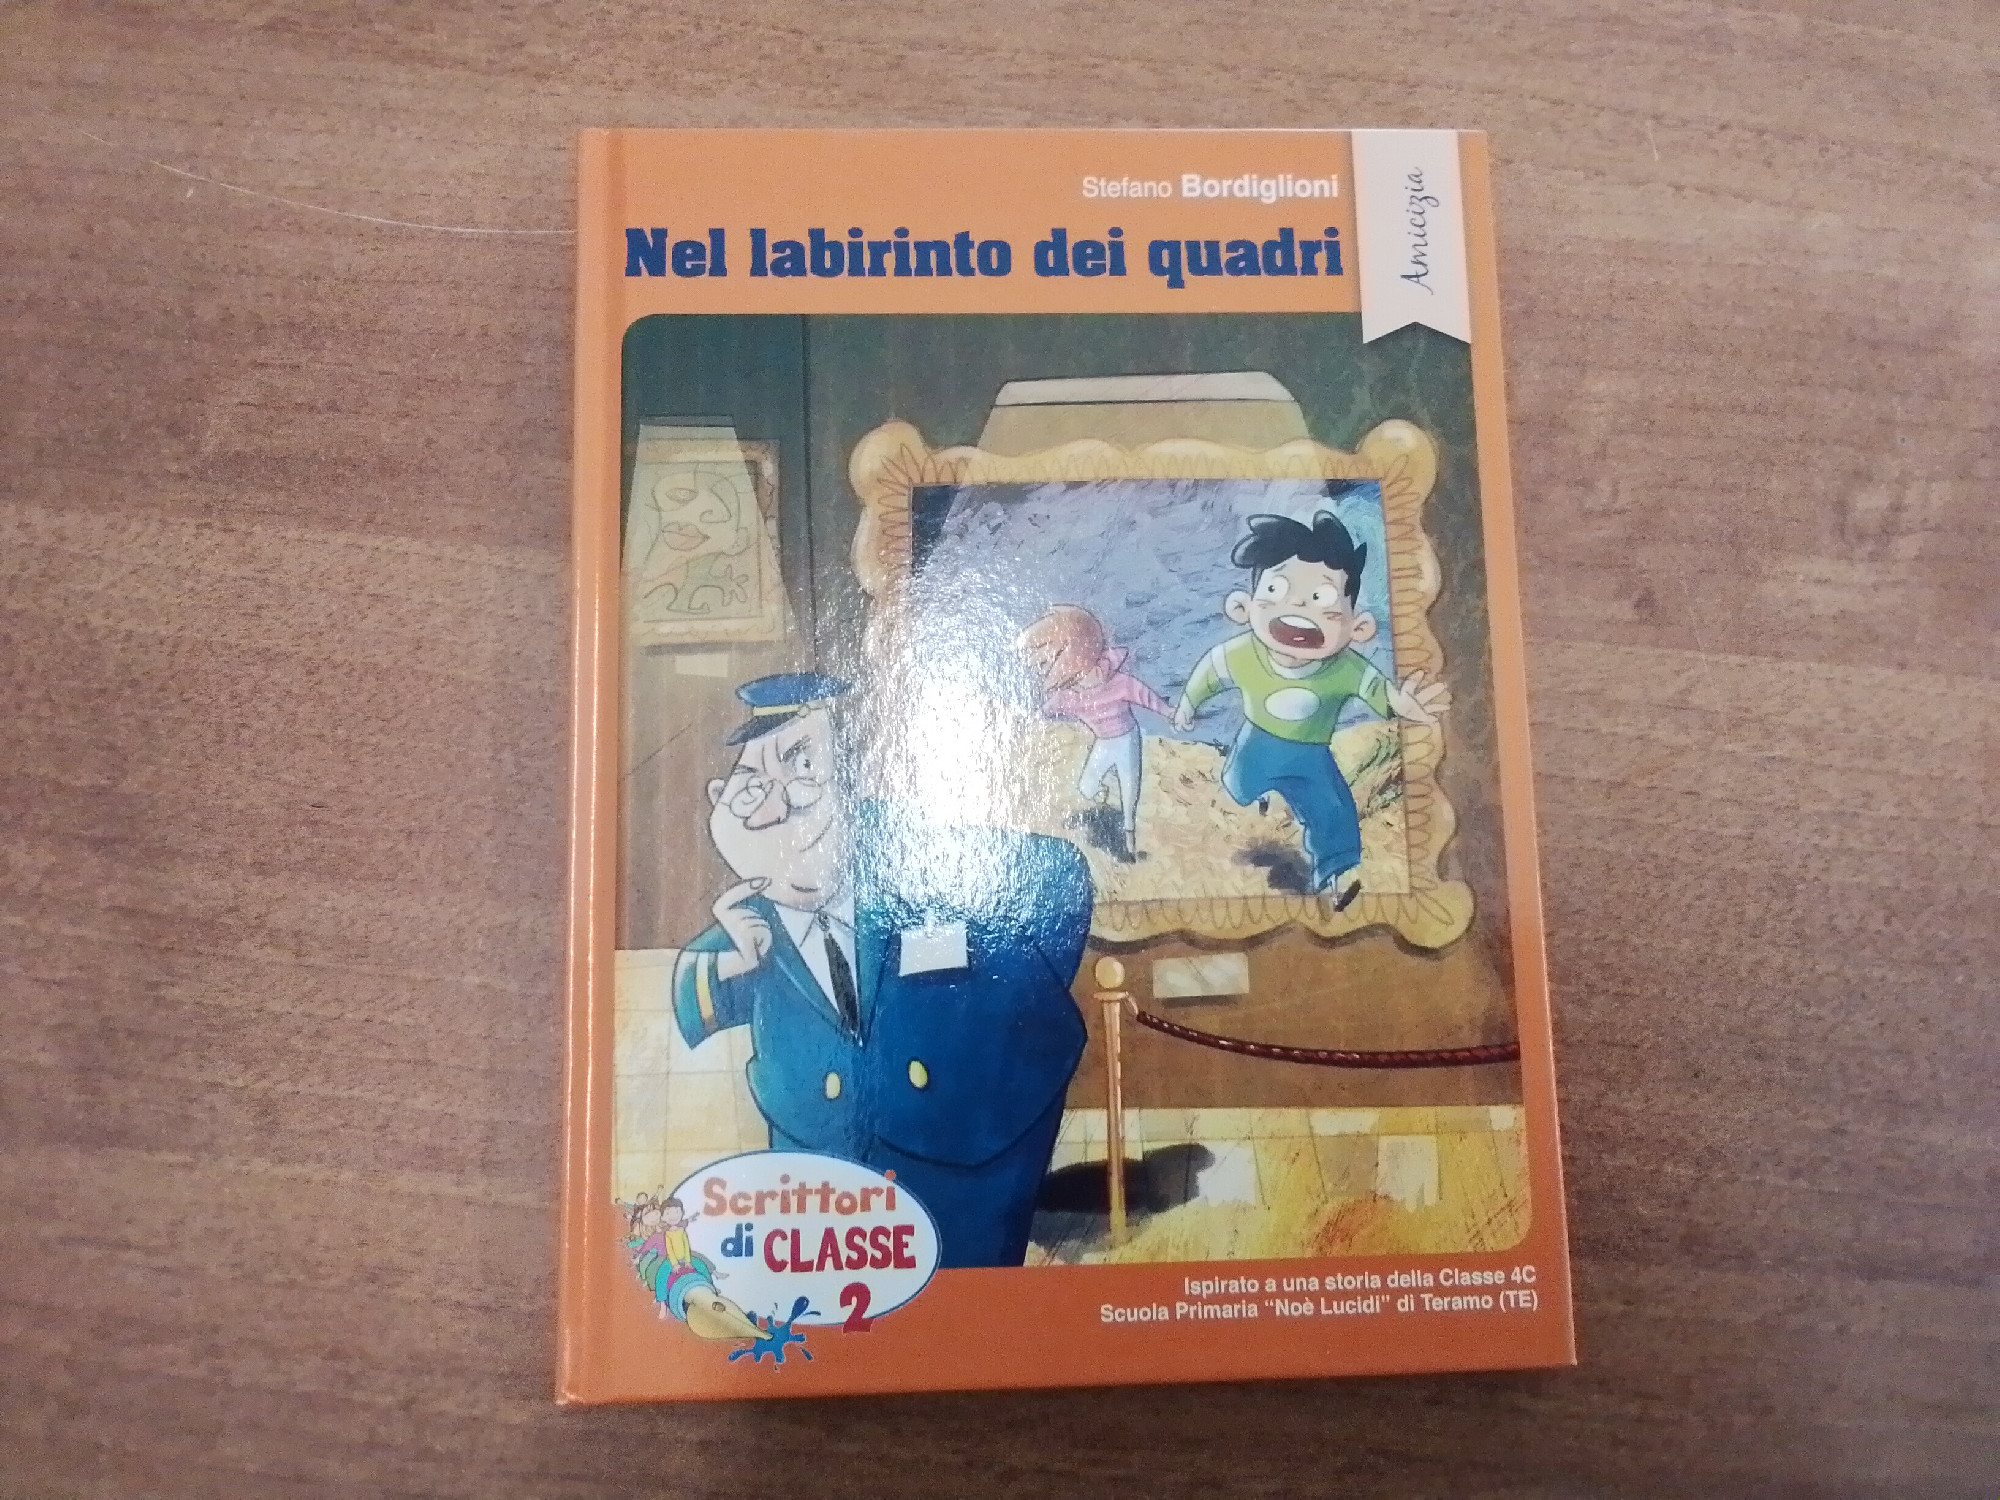 Stefano Bordiglioni
Nel labirinto dei quadri
Amicizia
Scrittori
di CLASSE
2
Ispirato a una storia della Classe 4C
Scuola Primaria “Noè Lucidi” di Teramo (TE)